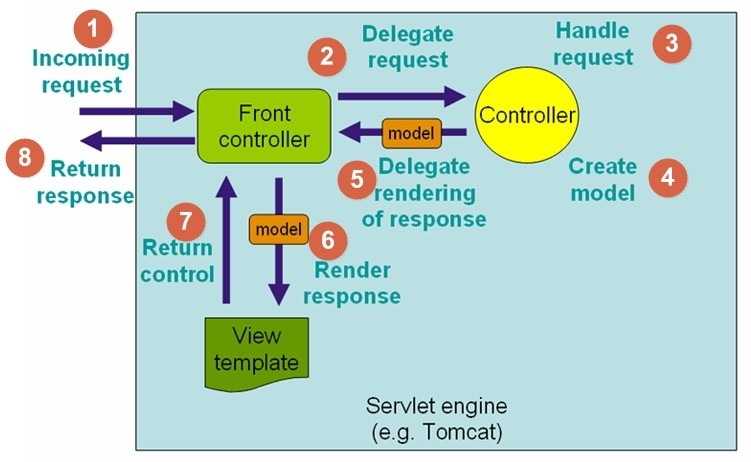 1
Incoming
request
2
Delegate
request
Handle
request
3
Front
controller
Controller
model
8
Return
response
5
Delegate
rendering
of response
Create
model
4
7
Return
control
model
6
Render
response
View
template
Servlet engine
(e.g. Tomcat)